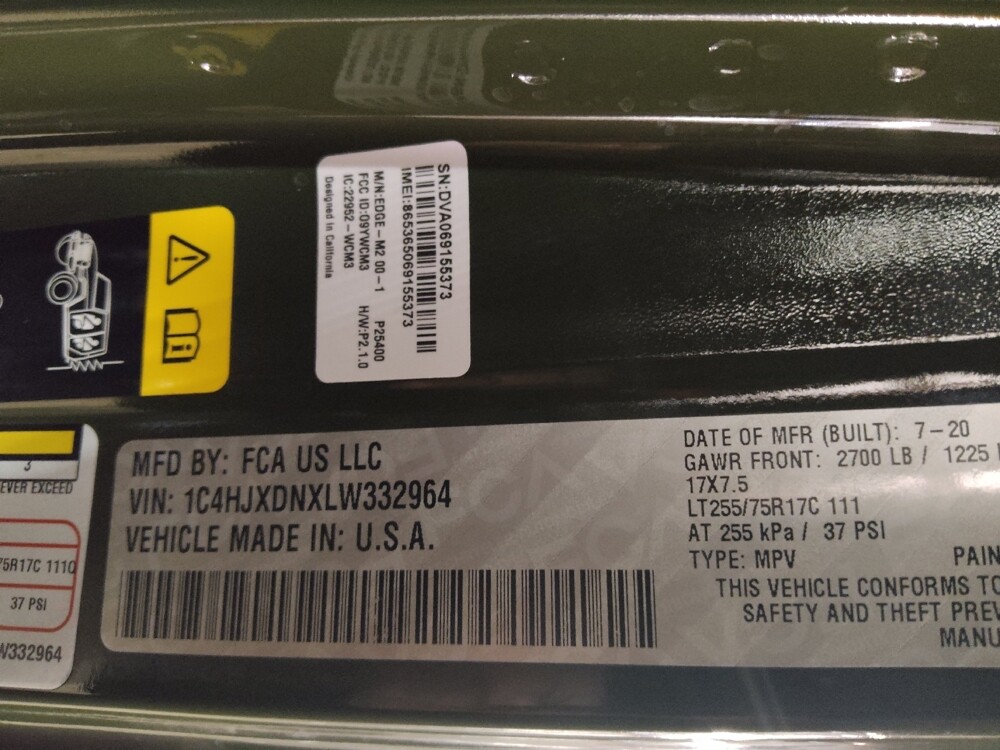 SN:DVA069155373
IMEI:865365069155373
M/N:EDGE-M2 00-1 P25400
FCC ID:09YWCM3 H/W:P2.1.0
IC:22952-WCM3
Designed in California
3
EVER EXCEED
75R17C 111Q
37 PSI
W332964
MFD BY: FCA US LLC
VIN: 1C4HJXDNXLW332964
VEHICLE MADE IN: U.S.A.
DATE OF MFR (BUILT): 7-20
GAWR FRONT: 2700 LB / 1225
17X7.5
LT255/75R17C 111
AT 255 kPa / 37 PSI
TYPE: MPV PAIN
THIS VEHICLE CONFORMS TO
SAFETY AND THEFT PREV
MANU